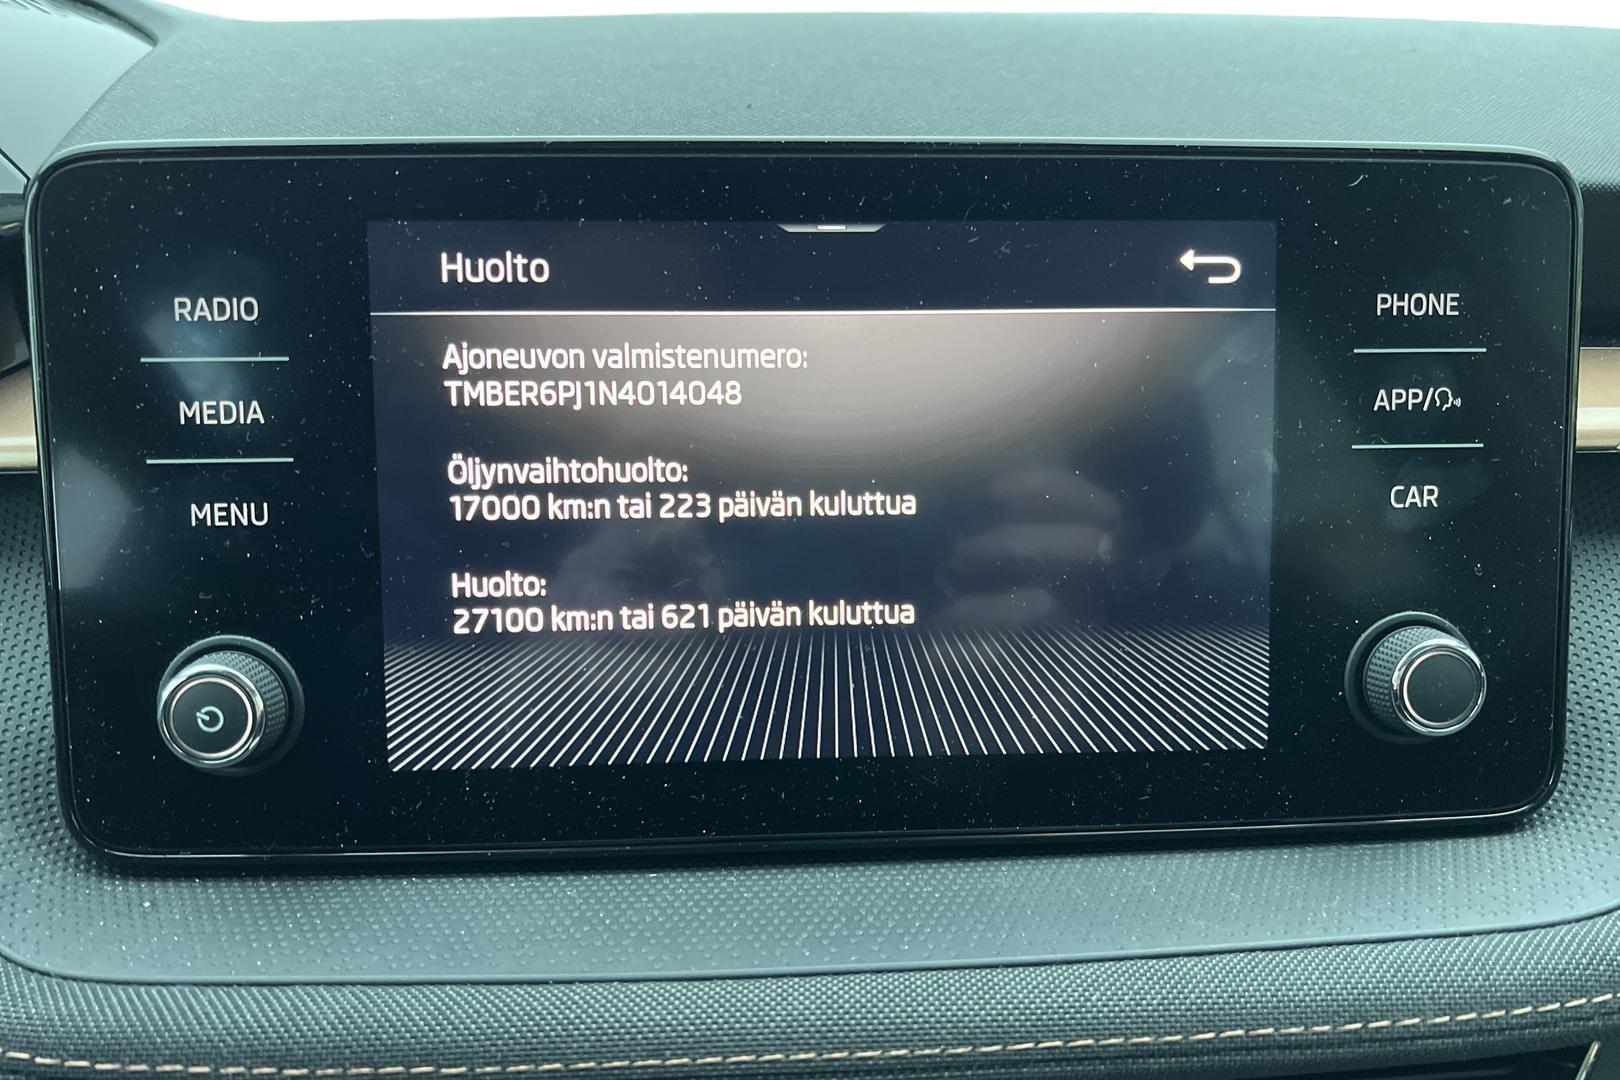 Huolto
RADIO
MEDIA
MENU
Ajoneuvon valmistenumero:
TMBER6PJ1N4014048
Öljynvaihtohuolto:
17000 km:n tai 223 päivän kuluttua
Huolto:
27100 km:n tai 621 päivän kuluttua
PHONE
APP/
CAR